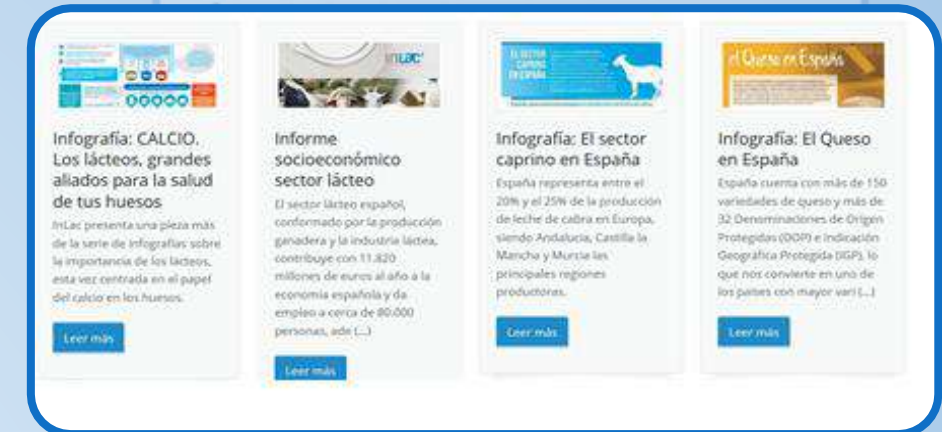 Infografía: CALCIO.
Los lácteos, grandes
aliados para la salud
de tus huesos
InLac presenta una pieza más
de la serie de infografías sobre
la importancia de los lácteos,
esta vez centrada en el papel
del calcio en los huesos.
Leer más
InLac
Informe
socioeconómico
sector lácteo
El sector lácteo español,
conformado por la producción
ganadera y la industria láctea,
contribuye con 11.820
millones de euros al año a la
economía española y da
empleo a cerca de 80.000
personas, ade (...)
Leer más
EL SECTOR
CAPRINO
EN ESPAÑA
Infografía: El sector
caprino en España
España representa entre el
20% y el 25% de la producción
de leche de cabra en Europa,
siendo Andalucía, Castilla la
Mancha y Murcia las
principales regiones
productoras.
Leer más
el Queso en España
Infografía: El Queso
en España
España cuenta con más de 150
variedades de queso y más de
32 Denominaciones de Origen
Protegidas (DOP) e Indicación
Geográfica Protegida (IGP), lo
que nos convierte en uno de
los países con mayor vari (...)
Leer más